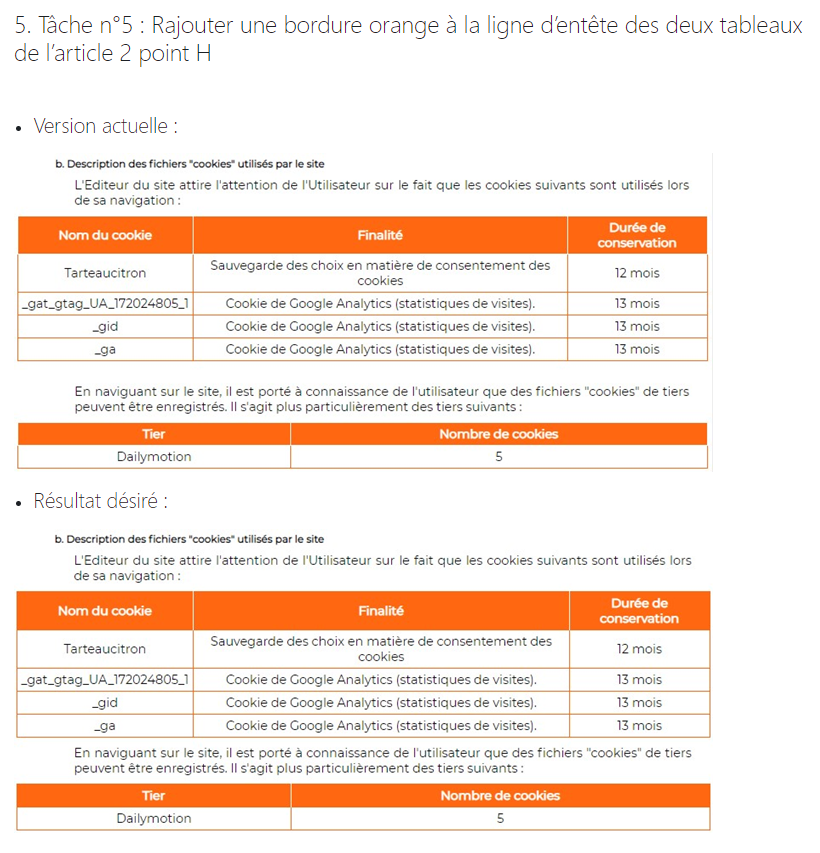 5. Tâche n°5 : Rajouter une bordure orange à la ligne d’entête des deux tableaux
de l’article 2 point H
• Version actuelle :
b. Description des fichiers "cookies" utilisés par le site
L'Editeur du site attire l'attention de l'Utilisateur sur le fait que les cookies suivants sont utilisés lors
de sa navigation :
Nom du cookie Finalité Durée de
conservation
Tarteaucitron Sauvegarde des choix en matière de consentement des
cookies 12 mois
_gat_gtag_UA_172024805_1 Cookie de Google Analytics (statistiques de visites). 13 mois
_gid Cookie de Google Analytics (statistiques de visites). 13 mois
_ga Cookie de Google Analytics (statistiques de visites). 13 mois
En naviguant sur le site, il est porté à connaissance de l'utilisateur que des fichiers "cookies" de tiers
peuvent être enregistrés. Il s'agit plus particulièrement des tiers suivants :
Tier Nombre de cookies
Dailymotion 5
• Résultat désiré :
b. Description des fichiers "cookies" utilisés par le site
L'Editeur du site attire l'attention de l'Utilisateur sur le fait que les cookies suivants sont utilisés lors
de sa navigation :
Nom du cookie Finalité Durée de
conservation
Tarteaucitron Sauvegarde des choix en matière de consentement des
cookies 12 mois
_gat_gtag_UA_172024805_1 Cookie de Google Analytics (statistiques de visites). 13 mois
_gid Cookie de Google Analytics (statistiques de visites). 13 mois
_ga Cookie de Google Analytics (statistiques de visites). 13 mois
En naviguant sur le site, il est porté à connaissance de l'utilisateur que des fichiers "cookies" de tiers
peuvent être enregistrés. Il s'agit plus particulièrement des tiers suivants :
Tier Nombre de cookies
Dailymotion 5